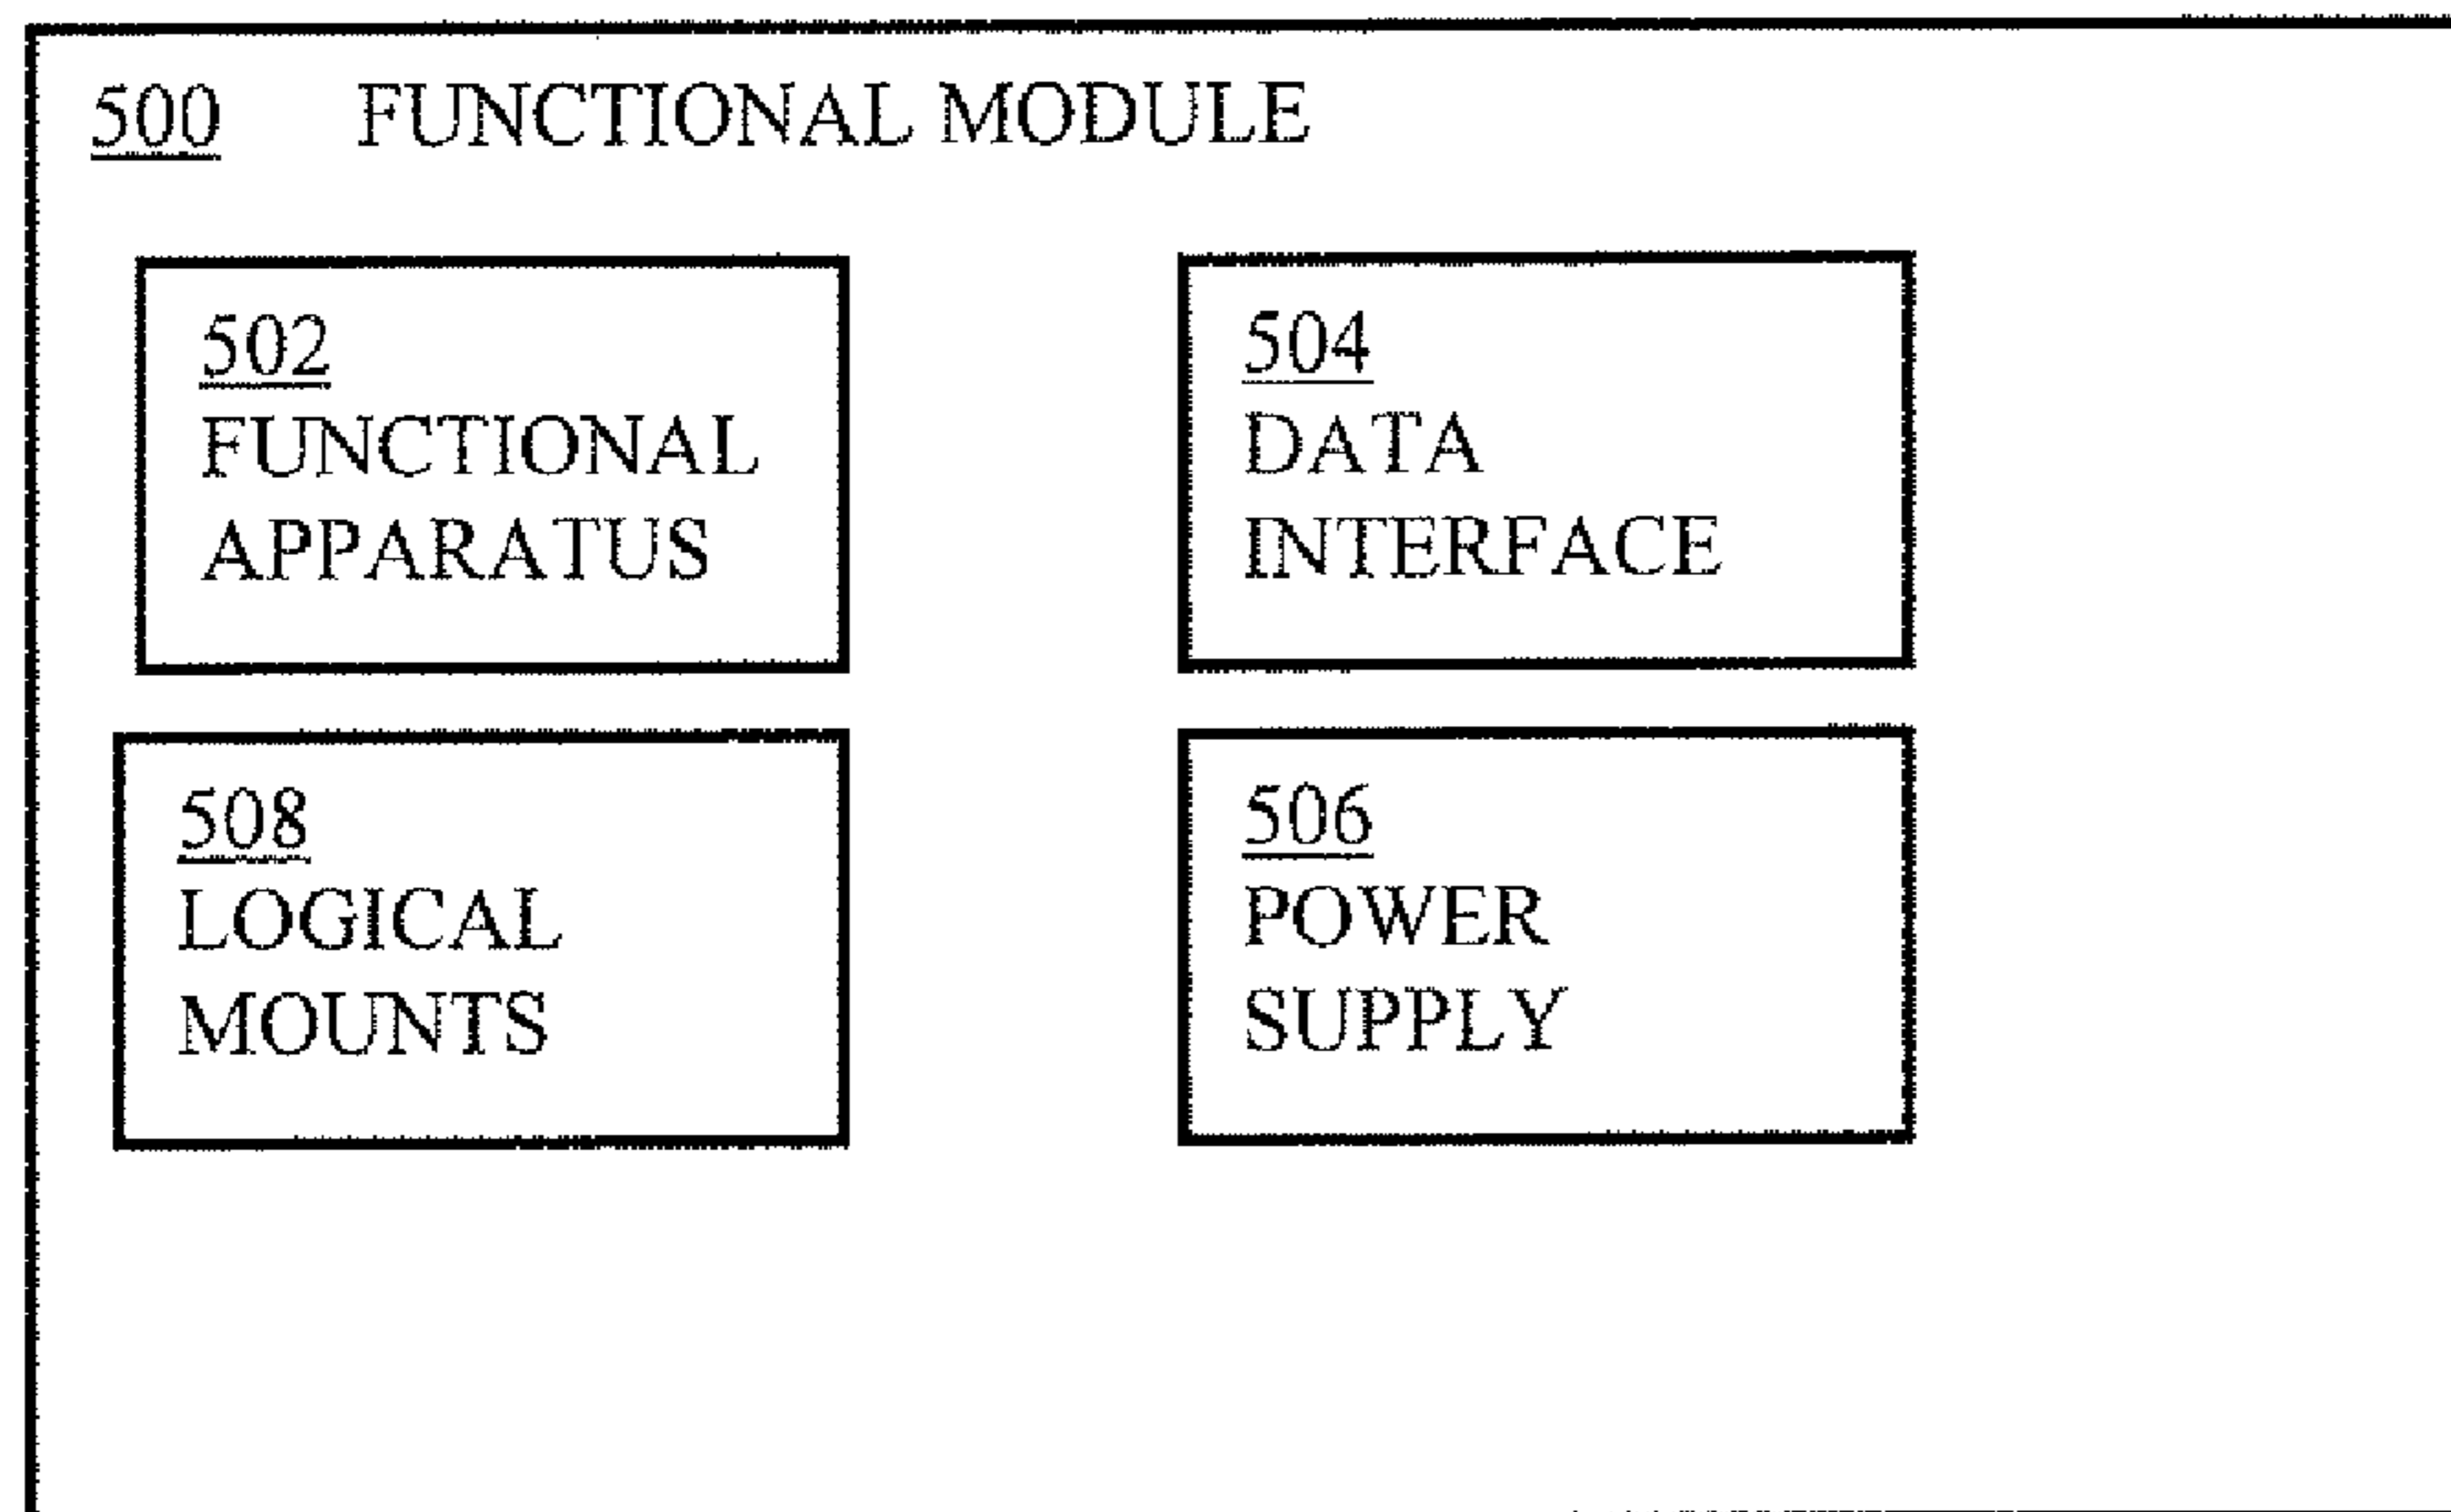 500 FUNCTIONAL MODULE
502
FUNCTIONAL
APPARATUS
504
DATA
INTERFACE
508
LOGICAL
MOUNTS
506
POWER
SUPPLY